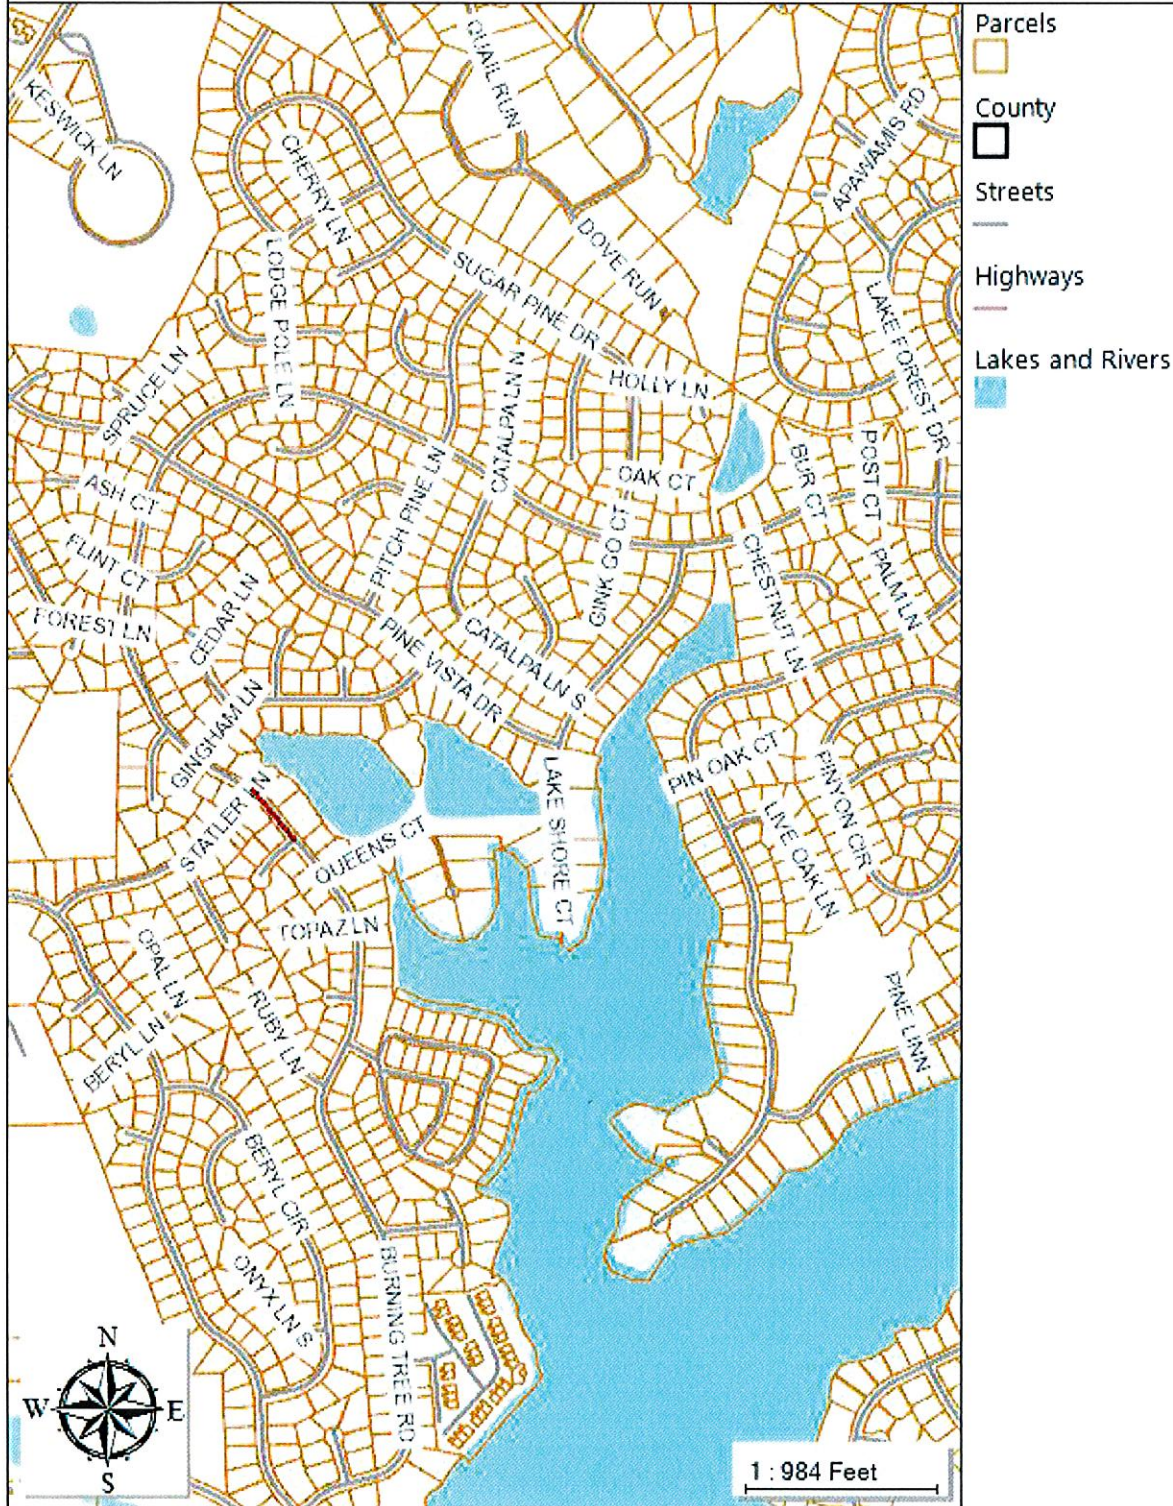 KESWICK LN
QUAIL RUN
CHERRY LN
LODGE POLE LN
DOVE RUN
SUGAR PINE DR
APAWAMIS RD
LAKE FOREST DR
HOLLY LN
SPRUCE LN
CATALPA LN N
PITCH PINE LN
OAK CT
BUR CT
POST CT
ASH CT
FLINT CT
FOREST LN
CEDAR LN
GINK GO CT
CHESTNUT LN
PALM LN
PINE VISTA DR
CATALPA LN S
GINGHAM LN
STATLER LN
QUEENS CT
LAKE SHORE CT
PIN OAK CT
PINYON CIR
LIVE OAK LN
TOPAZ LN
OPAL LN
RUBY LN
BERYL LN
PINE LINN
BERYL CIR
ONYX LN S
BURNING TREE RD
N
W E
S
1 : 984 Feet
Parcels
County
Streets
Highways
Lakes and Rivers